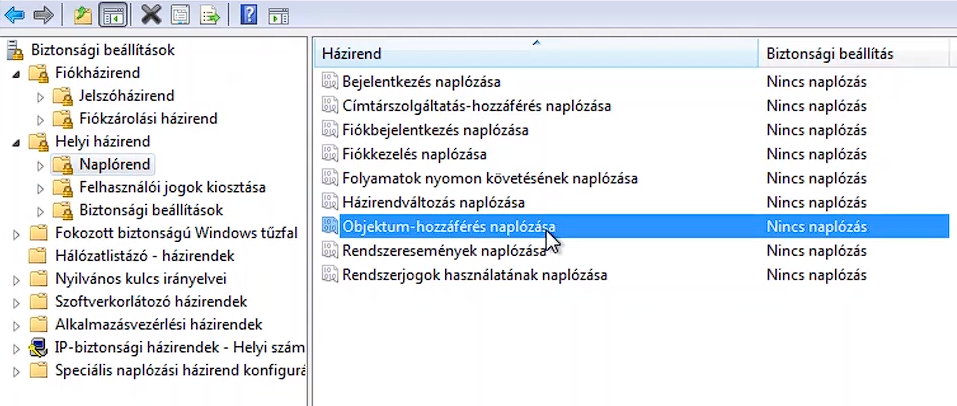 Biztonsági beállítások
Fiókházirend
Jelszóházirend
Fiókzárolási házirend
Helyi házirend
Naplórend
Felhasználói jogok kiosztása
Biztonsági beállítások
Fokozott biztonságú Windows tűzfal
Hálózatlistázó - házirendek
Nyilvános kulcs irányelvei
Szoftverkorlátozó házirendek
Alkalmazásvezérlési házirendek
IP-biztonsági házirendek - Helyi szám
Speciális naplózási házirend konfigurá
Házirend Biztonsági beállítás
Bejelentkezés naplózása Nincs naplózás
Címtárszolgáltatás-hozzáférés naplózása Nincs naplózás
Fiókbejelentkezés naplózása Nincs naplózás
Fiókkezelés naplózása Nincs naplózás
Folyamatok nyomon követésének naplózása Nincs naplózás
Házirendváltozás naplózása Nincs naplózás
Objektum-hozzáférés naplózása Nincs naplózás
Rendszeresemények naplózása Nincs naplózás
Rendszerjogok használatának naplózása Nincs naplózás